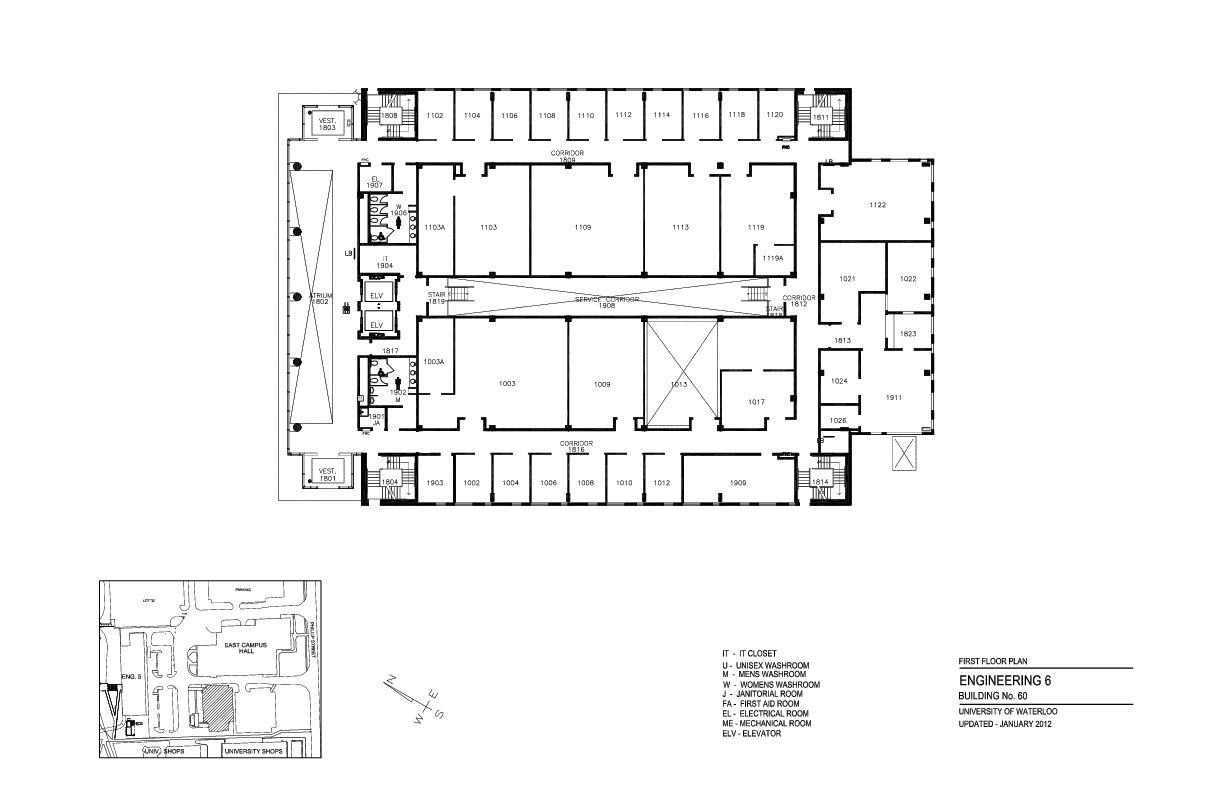 1808
1102
1104
1106
1108
1110
1112
1114
1116
1118
1120
1811
VEST.
1803
CORRIDOR
1809
LB
EL
1907
W
1906
1103A
1103
1109
1113
1119
1119A
1122
LB
IT
1904
ELV
ELV
ATRIUM
1802
STAIR
1819
SERVICE CORRIDOR
1908
STAIR
1818
CORRIDOR
1812
1021
1022
1823
1813
1817
1003A
1003
1009
1013
1017
1024
1911
1902
M
1901
JA
1026
LB
CORRIDOR
1816
VEST.
1801
1804
1903
1002
1004
1006
1008
1010
1012
1909
1814
PARKING
EAST CAMPUS
HALL
PHILLIP STREET
ENG. 5
UNIV. SHOPS
UNIVERSITY SHOPS
N
E
W
S
IT - IT CLOSET
U - UNISEX WASHROOM
M - MENS WASHROOM
W - WOMENS WASHROOM
J - JANITORIAL ROOM
FA - FIRST AID ROOM
EL - ELECTRICAL ROOM
ME - MECHANICAL ROOM
ELV - ELEVATOR
FIRST FLOOR PLAN
ENGINEERING 6
BUILDING No. 60
UNIVERSITY OF WATERLOO
UPDATED - JANUARY 2012